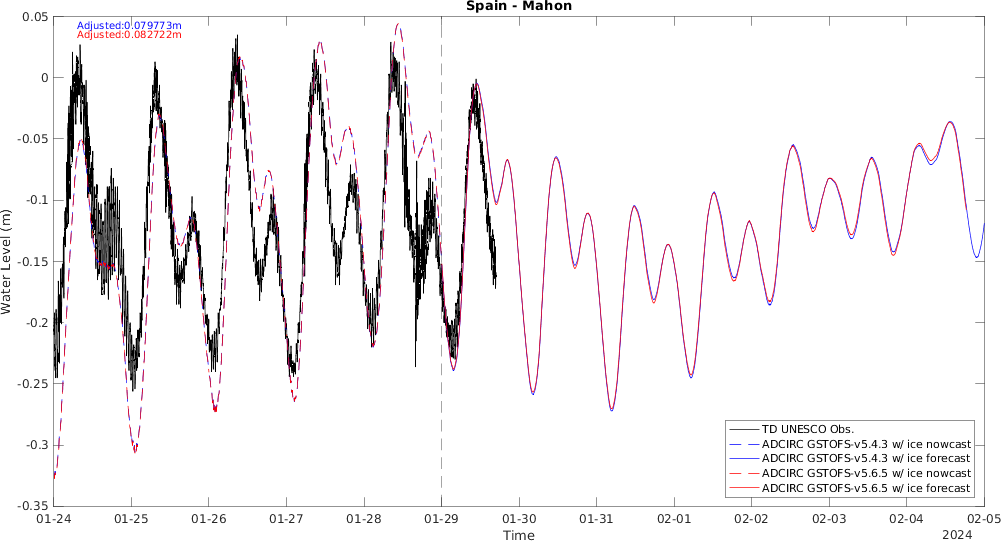 Spain - Mahon
Adjusted:0.079773m
Adjusted:0.082722m
0.05
0
-0.05
-0.1
-0.15
-0.2
-0.25
-0.3
-0.35
Water Level (m)
TD UNESCO Obs.
ADCIRC GSTOFS-v5.4.3 w/ ice nowcast
ADCIRC GSTOFS-v5.4.3 w/ ice forecast
ADCIRC GSTOFS-v5.6.5 w/ ice nowcast
ADCIRC GSTOFS-v5.6.5 w/ ice forecast
01-24 01-25 01-26 01-27 01-28 01-29 01-30 01-31 02-01 02-02 02-03 02-04 02-05
Time
2024